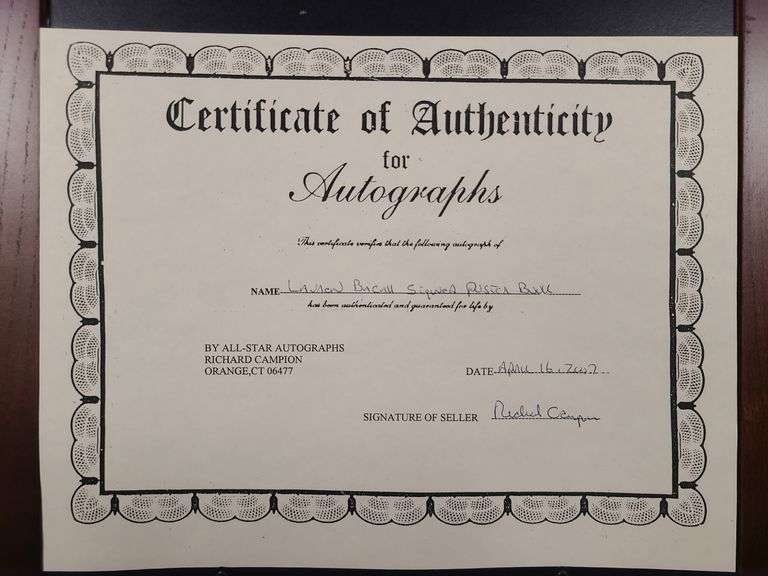 Certificate of Authenticity
for
Autographs
This certificate verifies that the following autograph of
NAME Lauren Bacall Signed
has been authenticated and guaranteed for life by
BY ALL-STAR AUTOGRAPHS
RICHARD CAMPION
ORANGE,CT 06477
DATE April 16, 2007
SIGNATURE OF SELLER Richard Campion